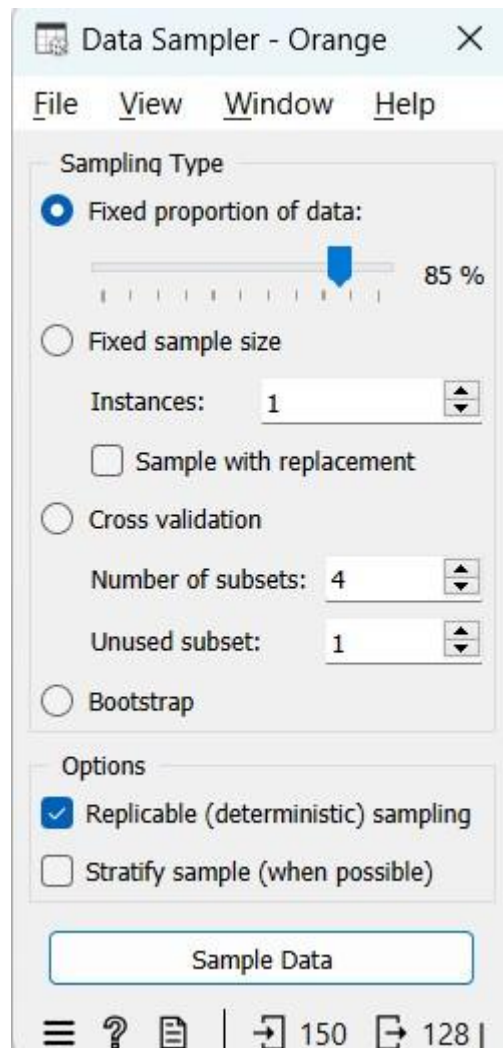 Data Sampler - Orange
File View Window Help
Sampling Type
Fixed proportion of data:
85 %
Fixed sample size
Instances: 1
Sample with replacement
Cross validation
Number of subsets: 4
Unused subset: 1
Bootstrap
Options
Replicable (deterministic) sampling
Stratify sample (when possible)
Sample Data
? | 150 128 |